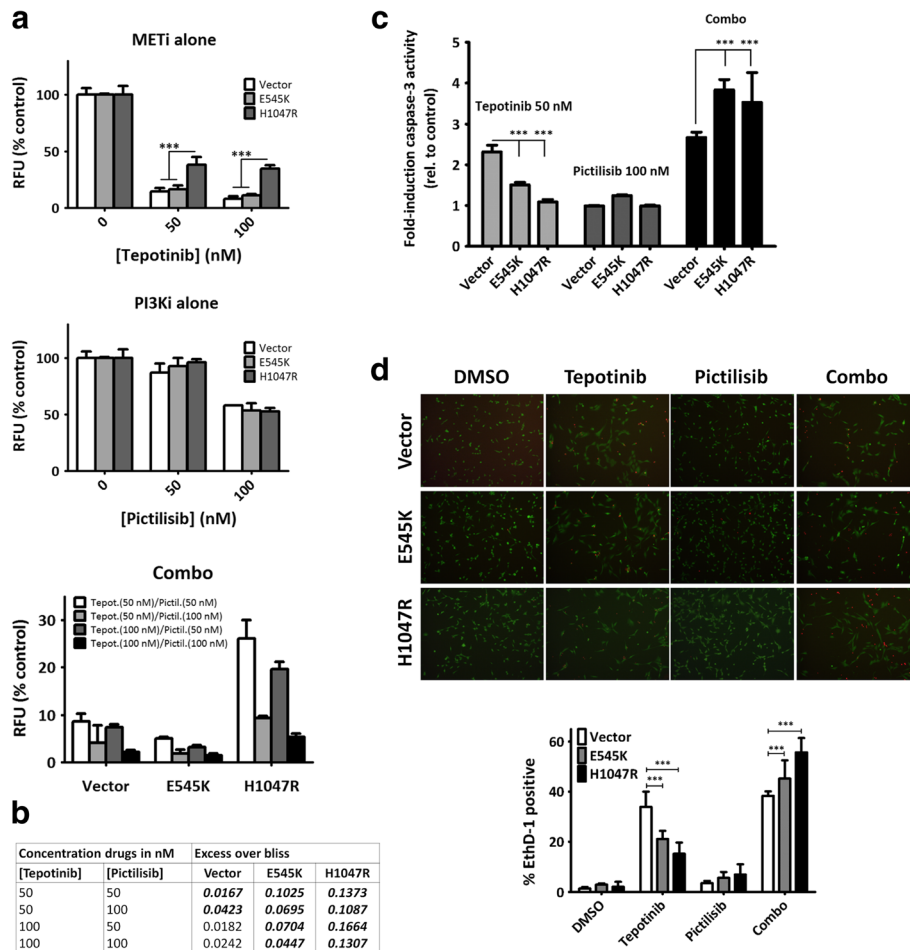 a
METi alone
RFU (% control)
100
50
0
Vector
E545K
H1047R
***
***
0
50
100
[Tepotinib] (nM)
PI3Ki alone
RFU (% control)
100
50
0
Vector
E545K
H1047R
0
50
100
[Pictilisib] (nM)
Combo
RFU (% control)
30
20
10
0
Tepot.(50 nM)/Pictil.(50 nM)
Tepot.(50 nM)/Pictil.(100 nM)
Tepot.(100 nM)/Pictil.(50 nM)
Tepot.(100 nM)/Pictil.(100 nM)
Vector E545K H1047R
b
Concentration drugs in nM Excess over bliss
[Tepotinib] [Pictilisib] Vector E545K H1047R
50 50 0.0167 0.1025 0.1373
50 100 0.0423 0.0695 0.1087
100 50 0.0182 0.0704 0.1664
100 100 0.0242 0.0447 0.1307
c
Fold-induction caspase-3 activity
(rel. to control)
5
4
3
2
1
0
Tepotinib 50 nM
*** ***
Pictilisib 100 nM
Combo
*** ***
Vector
E545K
H1047R
Vector
E545K
H1047R
Vector
E545K
H1047R
d
DMSO Tepotinib Pictilisib Combo
Vector
E545K
H1047R
% EthD-1 positive
60
40
20
0
Vector
E545K
H1047R
***
***
***
***
DMSO
Tepotinib
Pictilisib
Combo